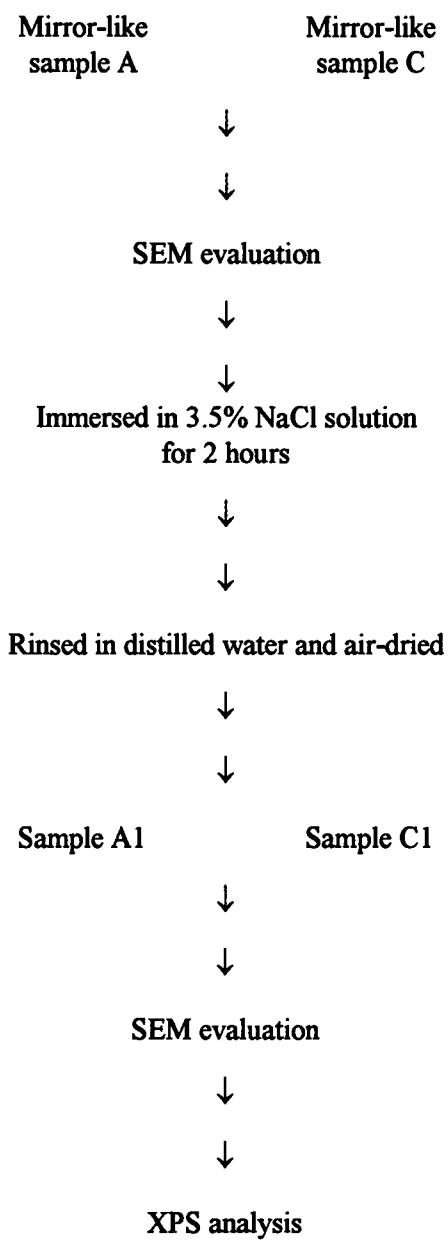 Mirror-like Mirror-like
sample A sample C
↓
↓
SEM evaluation
↓
↓
Immersed in 3.5% NaCl solution
for 2 hours
↓
↓
Rinsed in distilled water and air-dried
↓
↓
Sample A1 Sample C1
↓
↓
SEM evaluation
↓
↓
XPS analysis